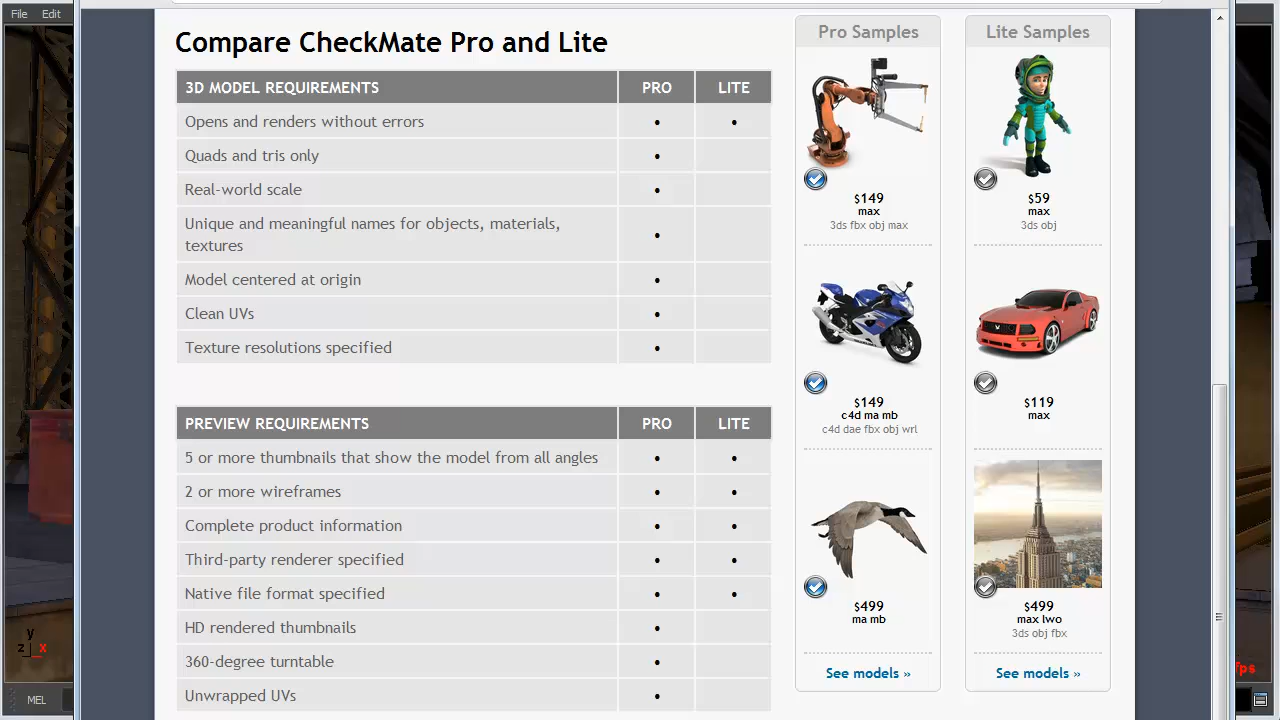 File Edit
Compare CheckMate Pro and Lite
3D MODEL REQUIREMENTS PRO LITE
Opens and renders without errors • •
Quads and tris only •
Real-world scale •
Unique and meaningful names for objects, materials,
textures •
Model centered at origin •
Clean UVs •
Texture resolutions specified •
PREVIEW REQUIREMENTS PRO LITE
5 or more thumbnails that show the model from all angles • •
2 or more wireframes • •
Complete product information • •
Third-party renderer specified • •
Native file format specified • •
HD rendered thumbnails •
360-degree turntable •
Unwrapped UVs •
Pro Samples
$149
max
3ds fbx obj max
$149
c4d ma mb
c4d dae fbx obj wrl
$499
ma mb
See models »
Lite Samples
$59
max
3ds obj
$119
max
$499
max lwo
3ds obj fbx
See models »
y
z x
MEL
fps